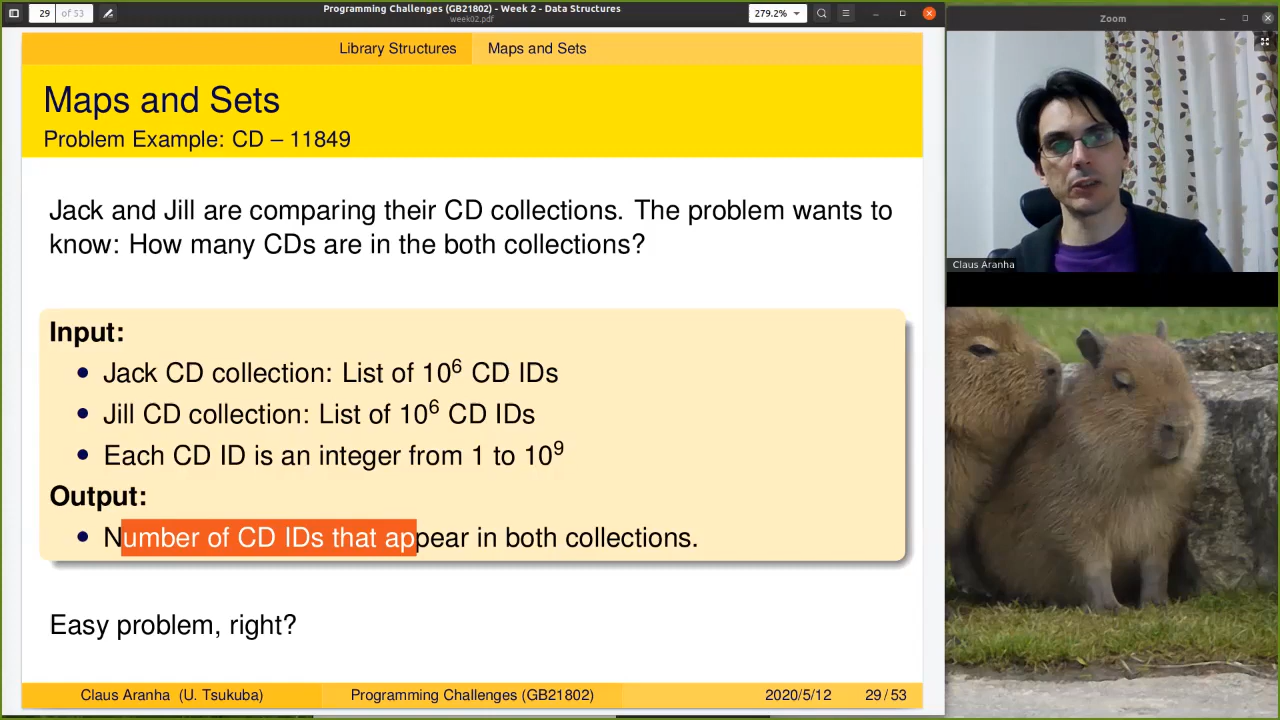 29 of 53
Programming Challenges (GB21802) - Week 2 - Data Structures
week02.pdf
279.2%
Zoom
Library Structures Maps and Sets
Maps and Sets
Problem Example: CD – 11849
Jack and Jill are comparing their CD collections. The problem wants to
know: How many CDs are in the both collections?
Input:
Jack CD collection: List of 10⁶ CD IDs
Jill CD collection: List of 10⁶ CD IDs
Each CD ID is an integer from 1 to 10⁹
Output:
Number of CD IDs that appear in both collections.
Easy problem, right?
Claus Aranha (U. Tsukuba) Programming Challenges (GB21802) 2020/5/12 29 / 53
Claus Aranha